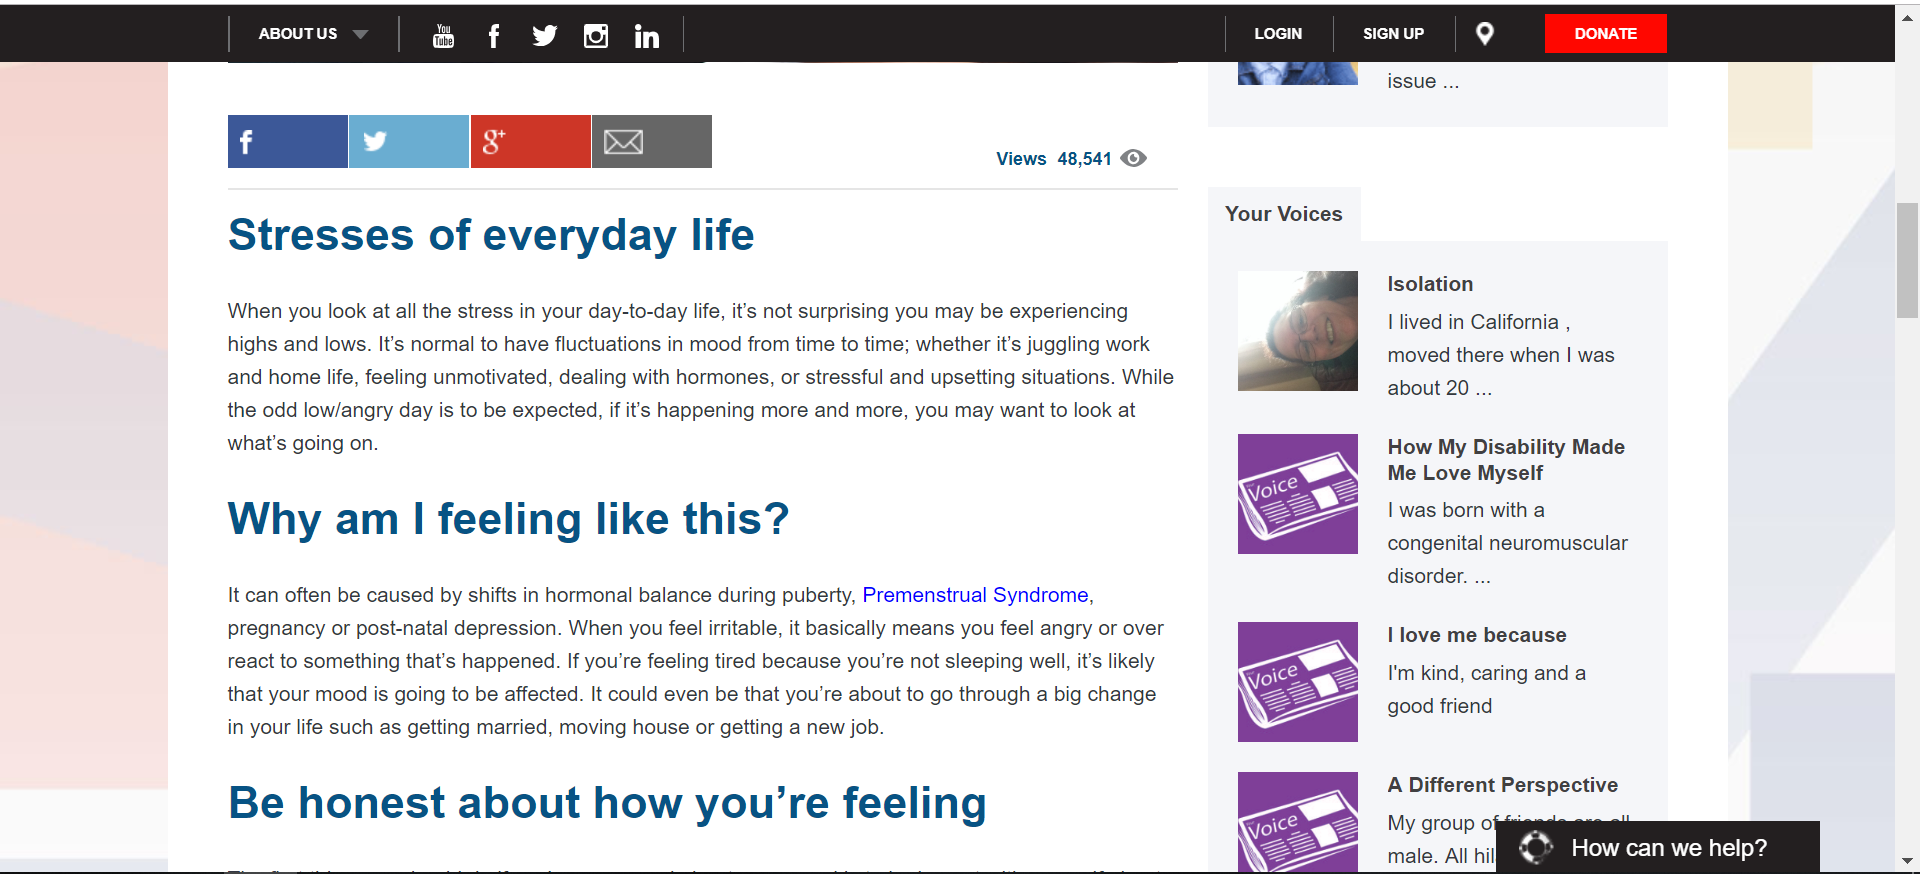 ABOUT US
You
Tube
LOGIN
SIGN UP
DONATE
issue ...
Views 48,541
Stresses of everyday life
When you look at all the stress in your day-to-day life, it’s not surprising you may be experiencing
highs and lows. It’s normal to have fluctuations in mood from time to time; whether it’s juggling work
and home life, feeling unmotivated, dealing with hormones, or stressful and upsetting situations. While
the odd low/angry day is to be expected, if it’s happening more and more, you may want to look at
what’s going on.
Why am I feeling like this?
It can often be caused by shifts in hormonal balance during puberty, Premenstrual Syndrome,
pregnancy or post-natal depression. When you feel irritable, it basically means you feel angry or over
react to something that’s happened. If you’re feeling tired because you’re not sleeping well, it’s likely
that your mood is going to be affected. It could even be that you’re about to go through a big change
in your life such as getting married, moving house or getting a new job.
Be honest about how you’re feeling
Your Voices
Isolation
I lived in California ,
moved there when I was
about 20 ...
Voice
How My Disability Made
Me Love Myself
I was born with a
congenital neuromuscular
disorder. ...
Voice
I love me because
I'm kind, caring and a
good friend
Voice
A Different Perspective
My group of friends are all
male. All hil
How can we help?